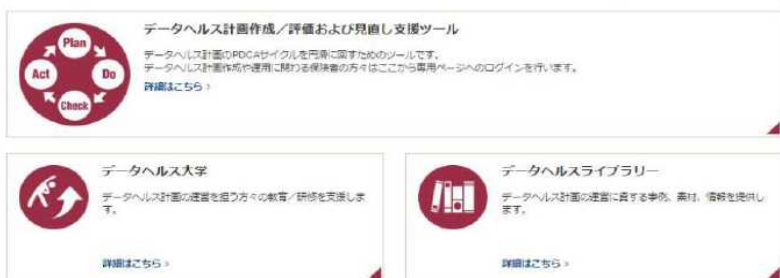 データヘルス計画作成／評価および見直し支援ツール
Plan
Do
Check
Act
データヘルス計画のPDCAサイクルを円滑に回すためのツールです。
データヘルス計画作成や運用に関わる保険者の方々はここから専用ページへのログインを行います。
詳細はこちら ›
データヘルス大学
データヘルス計画の運営を担う方々の教育／研修を支援しま
す。
詳細はこちら ›
データヘルスライブラリー
データヘルス計画の運営に資する事例、素材、情報を提供し
ます。
詳細はこちら ›